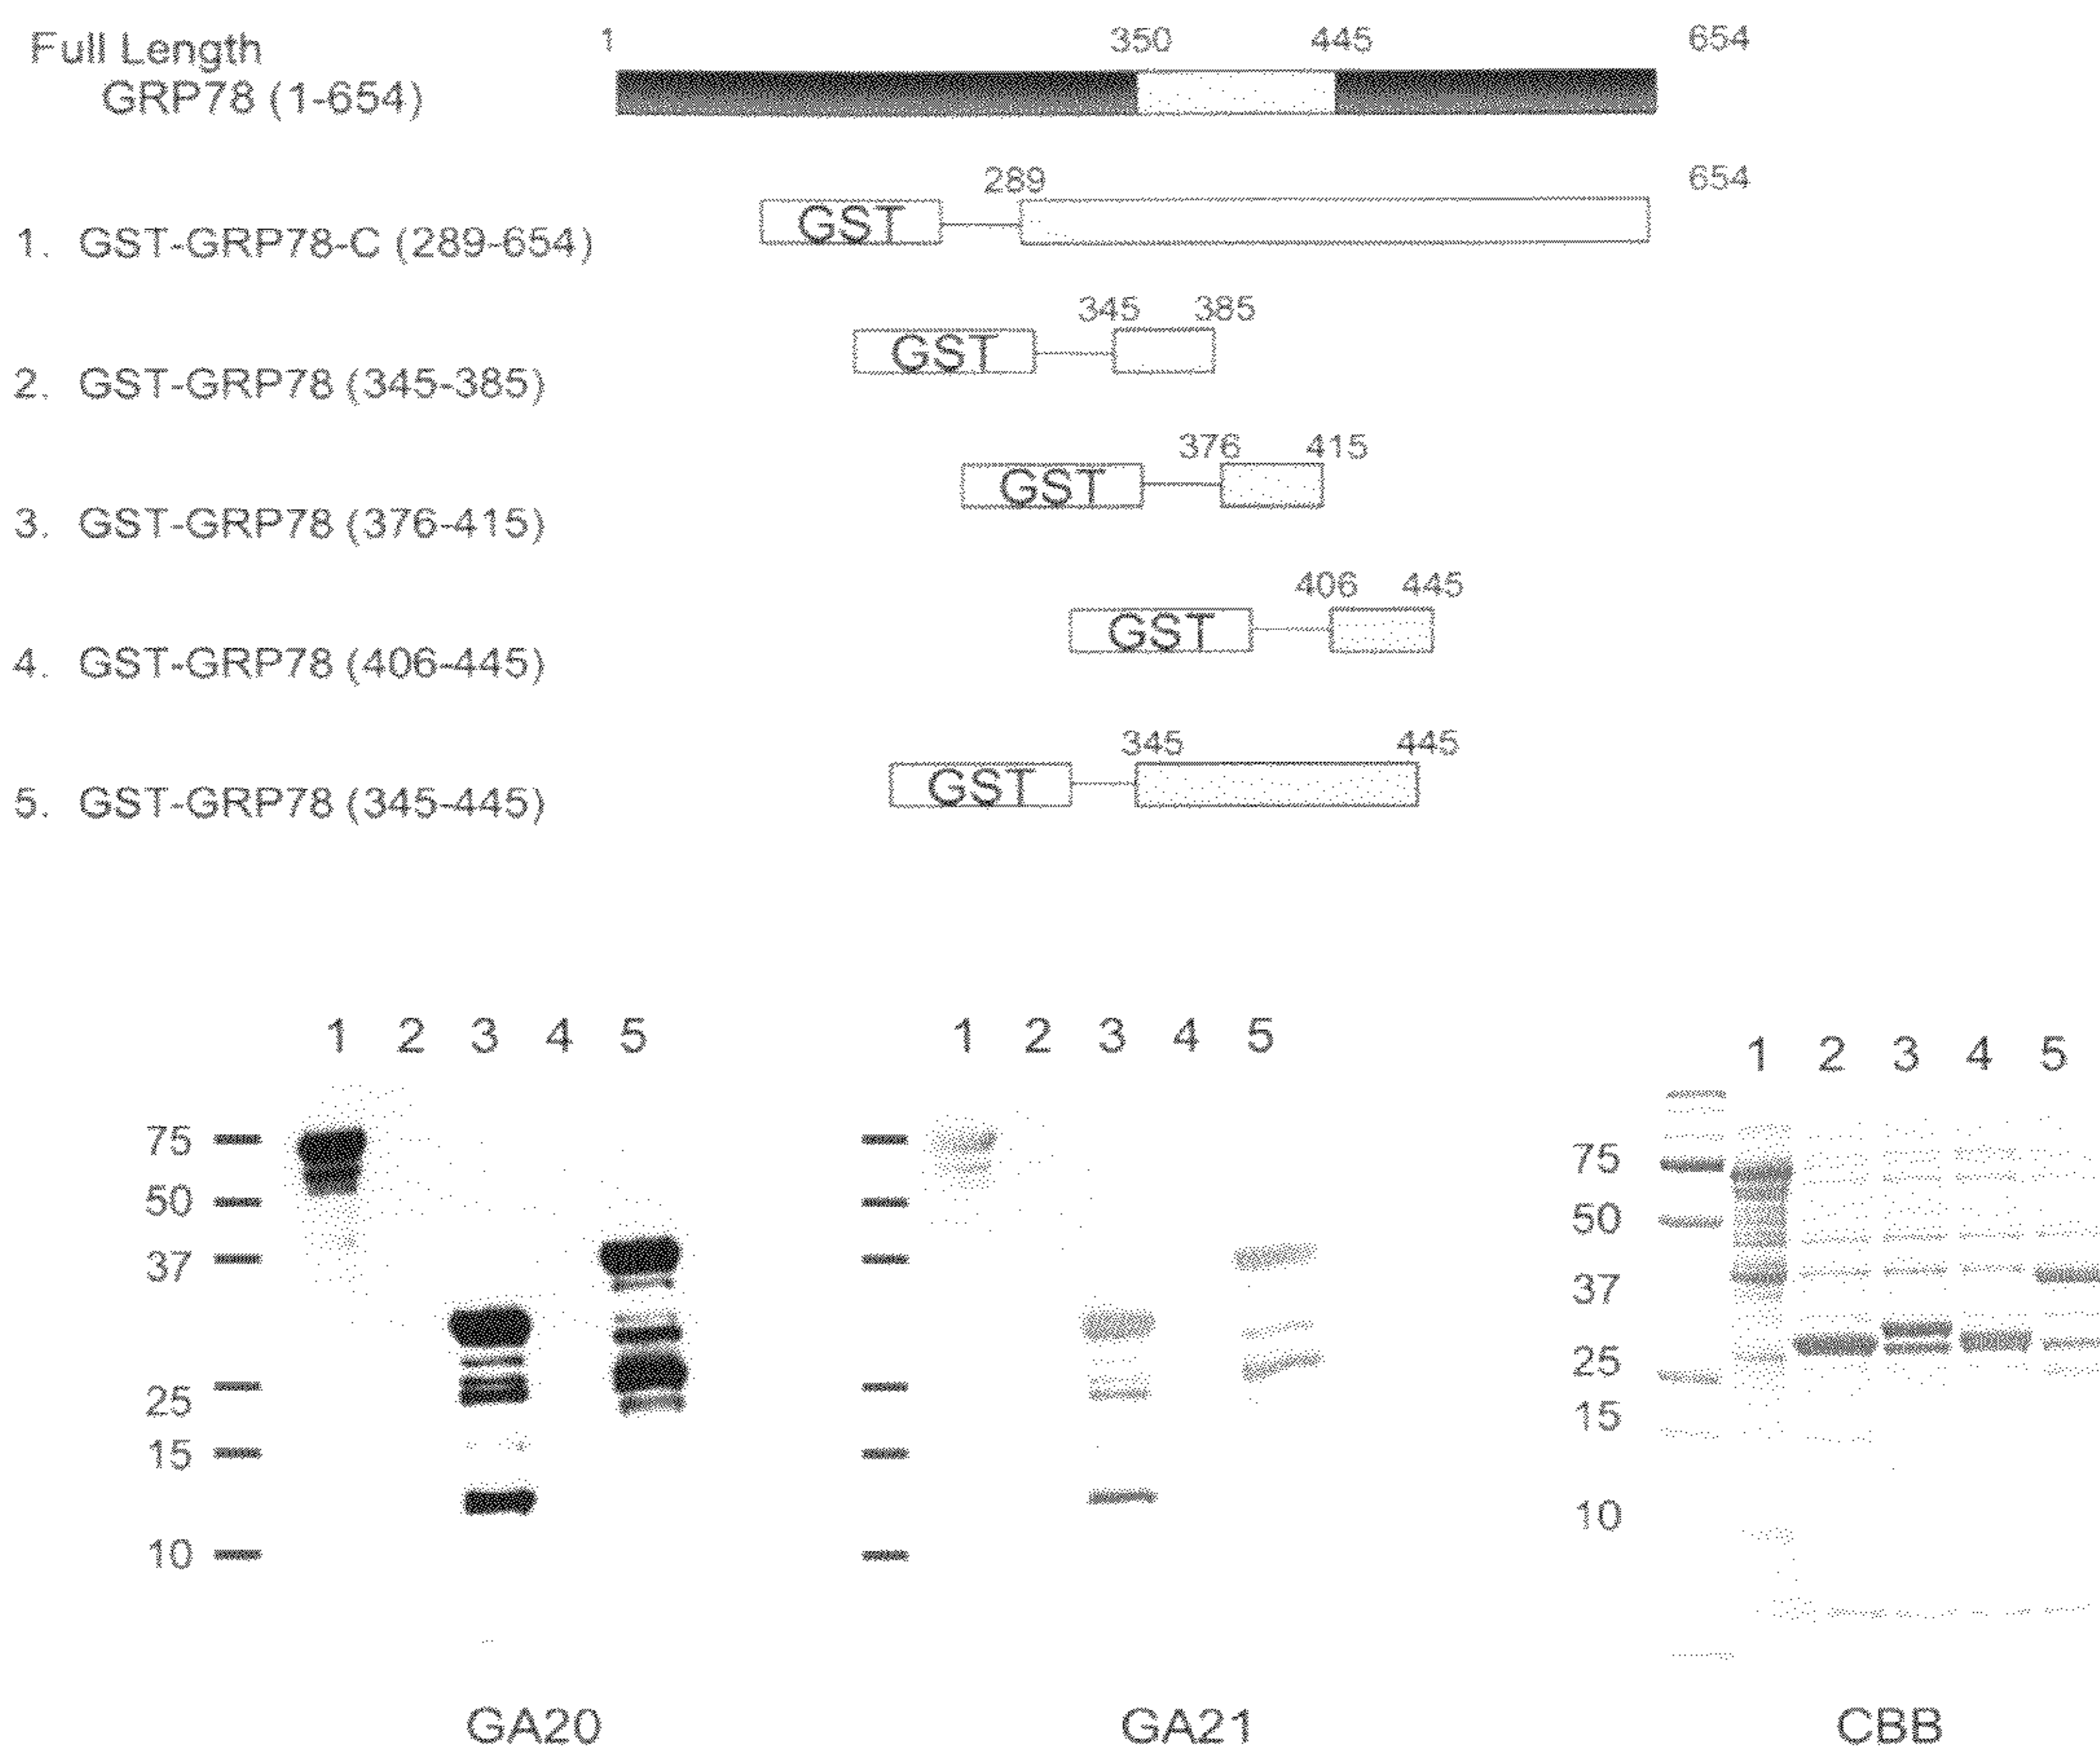 Full Length
GRP78 (1-654)
1 350 445 654
289 654
1. GST-GRP78-C (289-654) GST
345 385
2. GST-GRP78 (345-385) GST
376 415
3. GST-GRP78 (376-415) GST
406 445
4. GST-GRP78 (406-445) GST
345 445
5. GST-GRP78 (345-445) GST
1 2 3 4 5
75
50
37
25
15
10
GA20
1 2 3 4 5
GA21
1 2 3 4 5
75
50
37
25
15
10
CBB